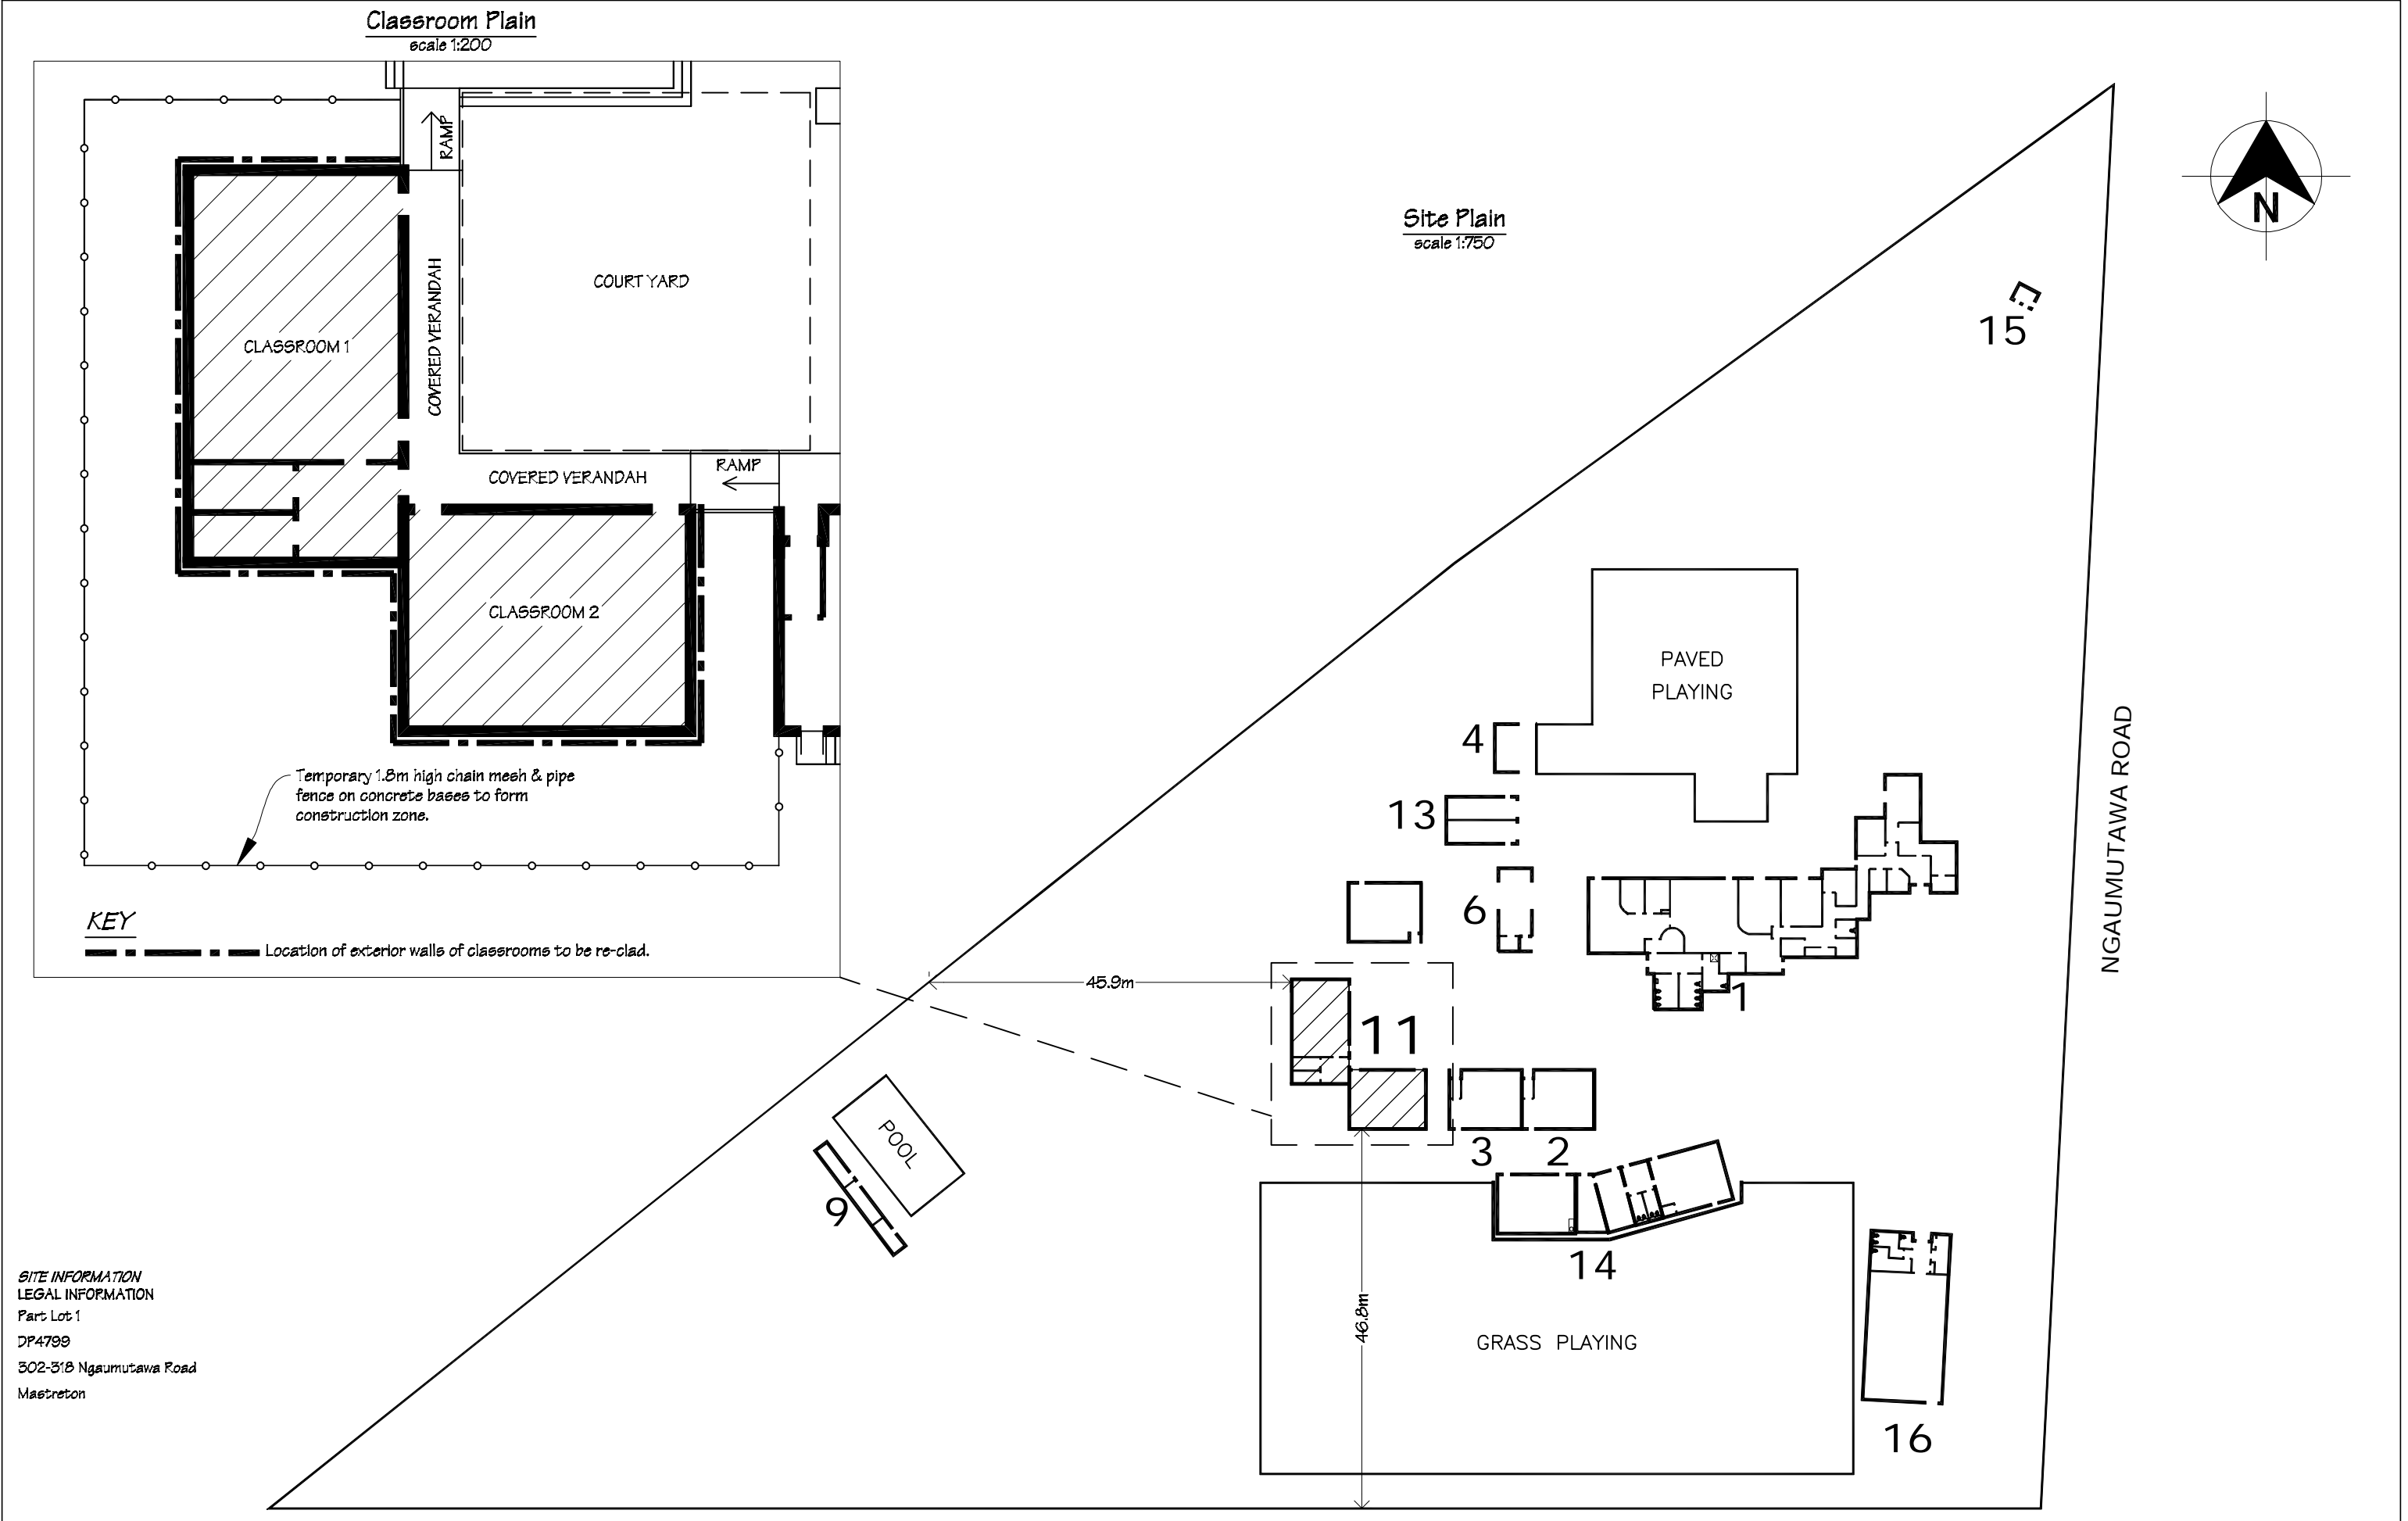 Classroom Plain
scale 1:200
RAMP
COURT YARD
COVERED VERANDAH
CLASSROOM 1
COVERED VERANDAH
RAMP
CLASSROOM 2
Temporary 1.8m high chain mesh & pipe
fence on concrete bases to form
construction zone.
KEY
Location of exterior walls of classrooms to be re-clad.
Site Plain
scale 1:750
N
15
PAVED
PLAYING
4
13
6
1
NGAUMUTAWA ROAD
45.9m
11
3
2
POOL
9
14
46.8m
GRASS PLAYING
16
SITE INFORMATION
LEGAL INFORMATION
Part Lot 1
DP4799
302-318 Ngaumutawa Road
Mastreton